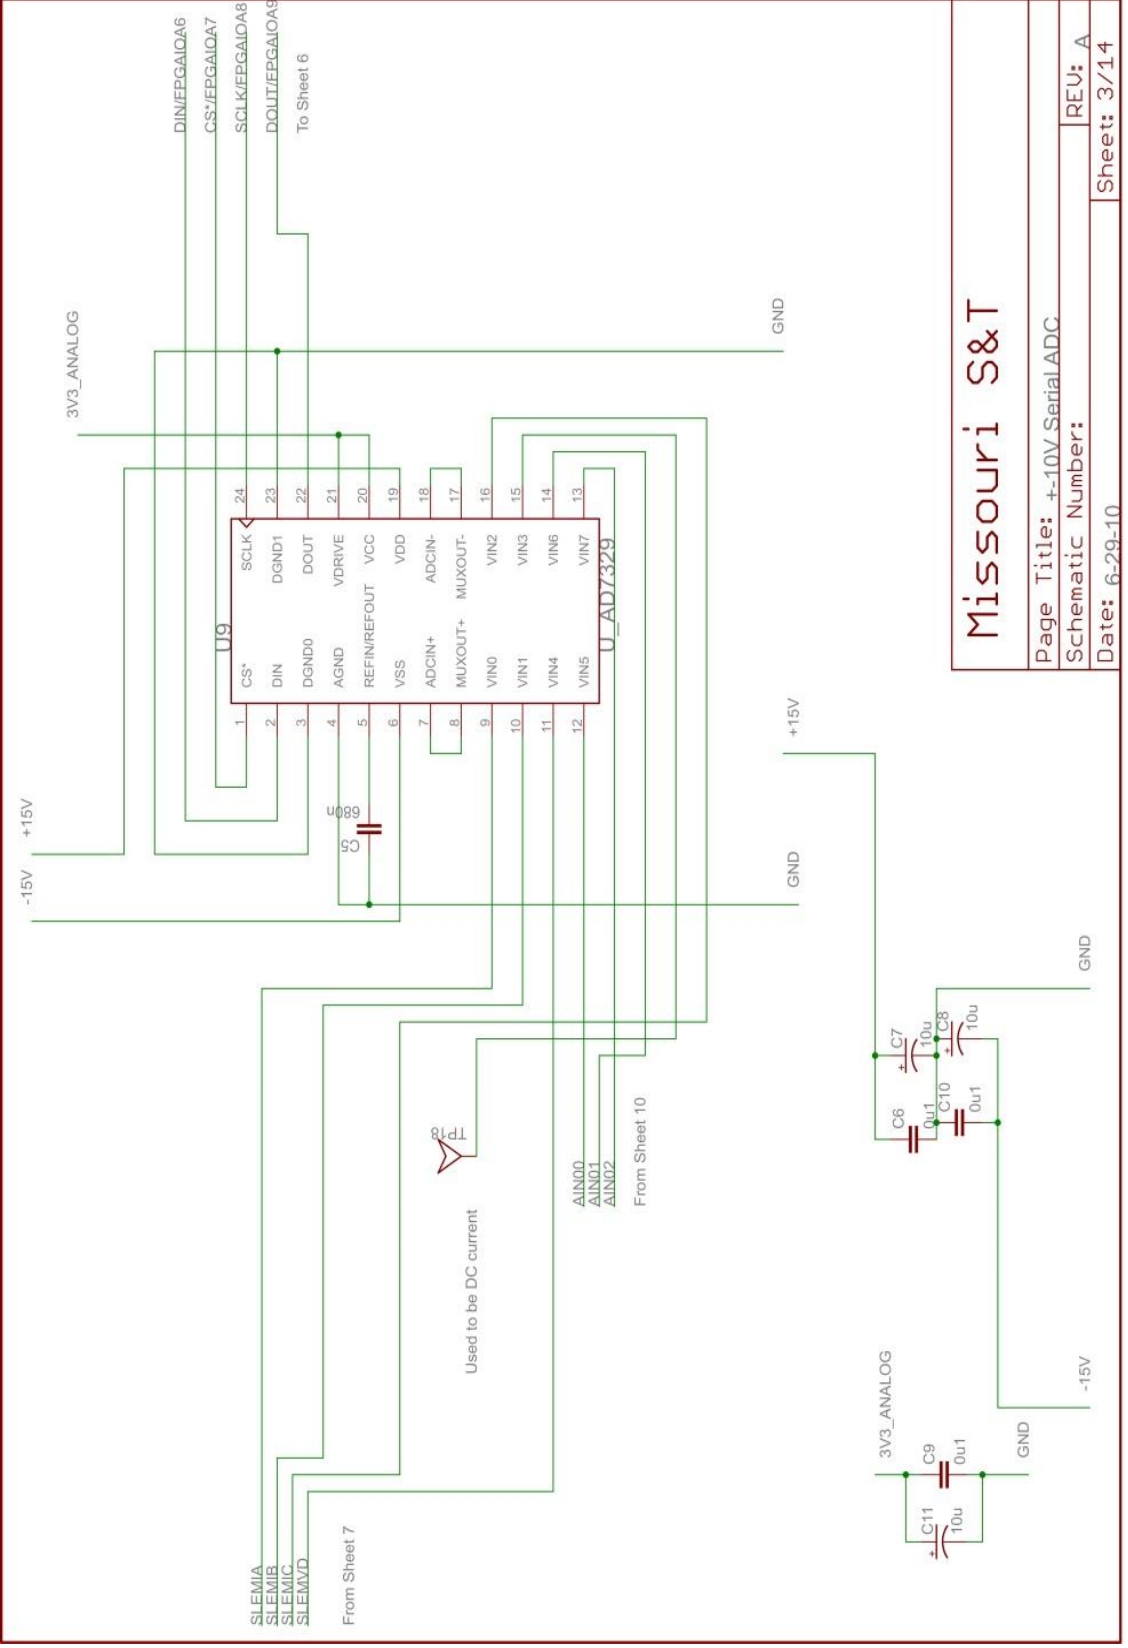 DIN/FPGAIOA6
CS*/FPGAIOA7
SCLK/FPGAIOA8
DOUT/FPGAIOA9
To Sheet 6
3V3_ANALOG
GND
+15V
-15V
U9
U_AD7329
24 SCLK
23 DGND1
22 DOUT
21 VDRIVE
20 VCC
19 VDD
18 ADCIN-
17 MUXOUT-
16 VIN2
15 VIN3
14 VIN6
13 VIN7
1 CS*
2 DIN
3 DGND0
4 AGND
5 REFIN/REFOUT
6 VSS
7 ADCIN+
8 MUXOUT+
9 VIN0
10 VIN1
11 VIN4
12 VIN5
C5
680n
GND
TP18
Used to be DC current
AIN00
AIN01
AIN02
From Sheet 10
SLEMIA
SLEMIB
SLEMIC
SLEMVD
From Sheet 7
+15V
GND
C7
10u
C8
10u
C6
0u1
C10
0u1
-15V
3V3_ANALOG
C9
0u1
C11
10u
GND
Missouri S&T
Page Title: +-10V Serial ADC
Schematic Number:
REV: A
Date: 6-29-10
Sheet: 3/14